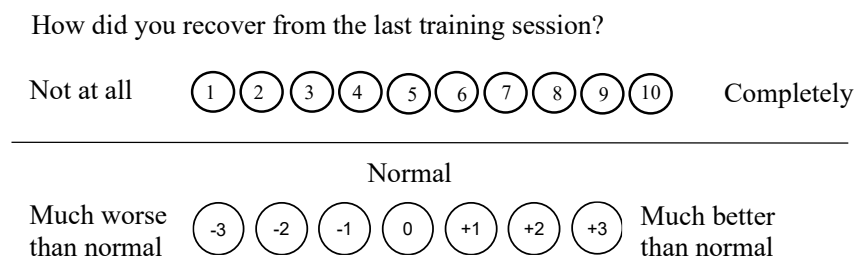 How did you recover from the last training session?
Not at all 1 2 3 4 5 6 7 8 9 10 Completely
Normal
Much worse than normal -3 -2 -1 0 +1 +2 +3 Much better than normal